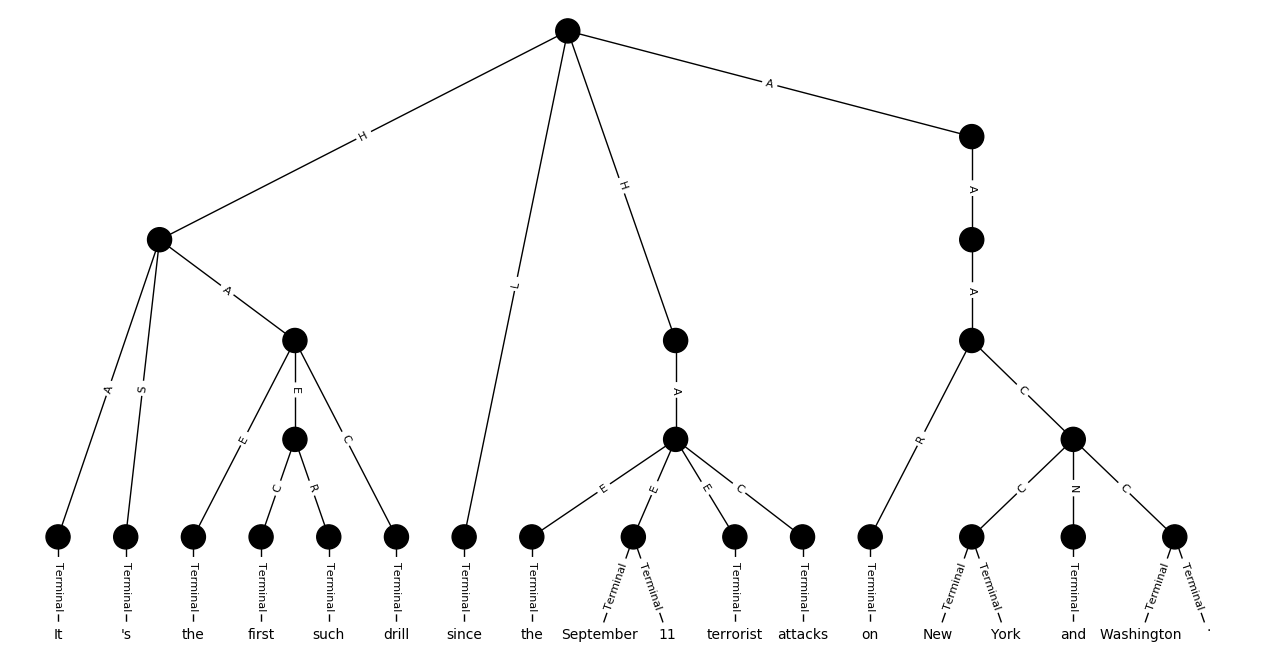 A
H
H
A
A
L
A
A
S
A
E
E
C
R
C
C
R
E
E
E
C
C
N
C
Terminal Terminal Terminal Terminal Terminal Terminal Terminal Terminal Terminal Terminal Terminal Terminal Terminal Terminal Terminal Terminal Terminal Terminal
It 's the first such drill since the September 11 terrorist attacks on New York and Washington .